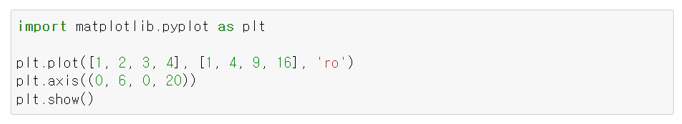 import matplotlib.pyplot as plt
plt.plot([1, 2, 3, 4], [1, 4, 9, 16], 'ro')
plt.axis((0, 6, 0, 20))
plt.show()